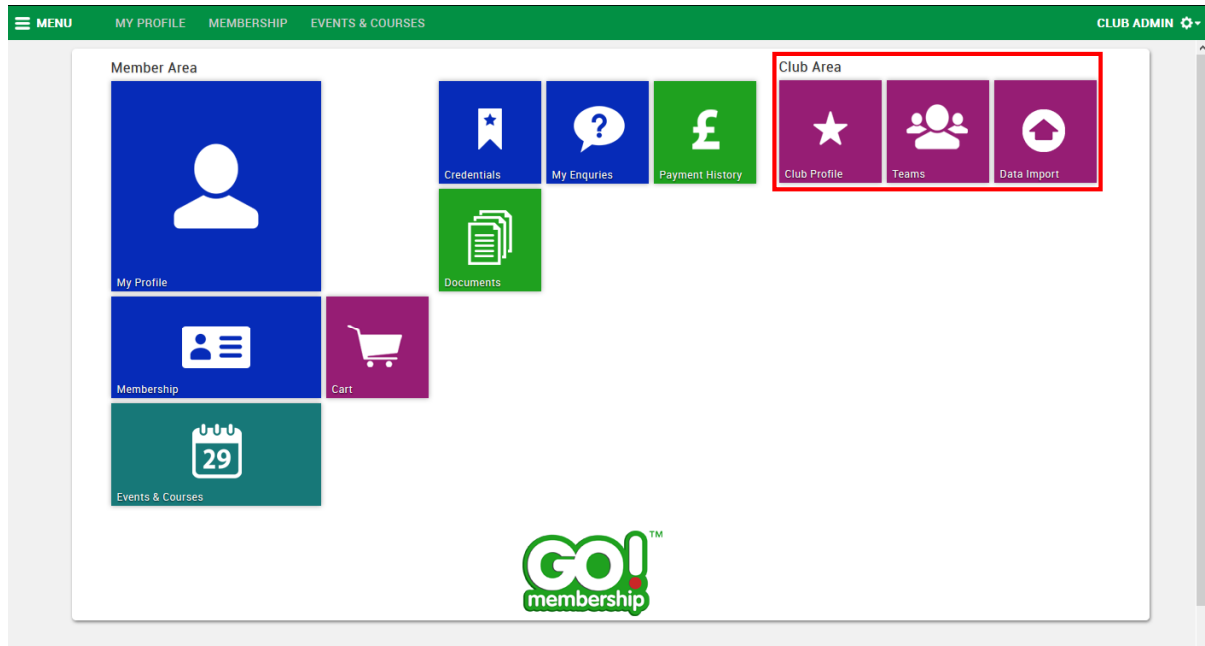 MENU MY PROFILE MEMBERSHIP EVENTS & COURSES CLUB ADMIN
Member Area
Club Area
My Profile
Credentials
?
My Enquries
£
Payment History
Club Profile
Teams
Data Import
Documents
Membership
Cart
29
Events & Courses
GO! TM
membership